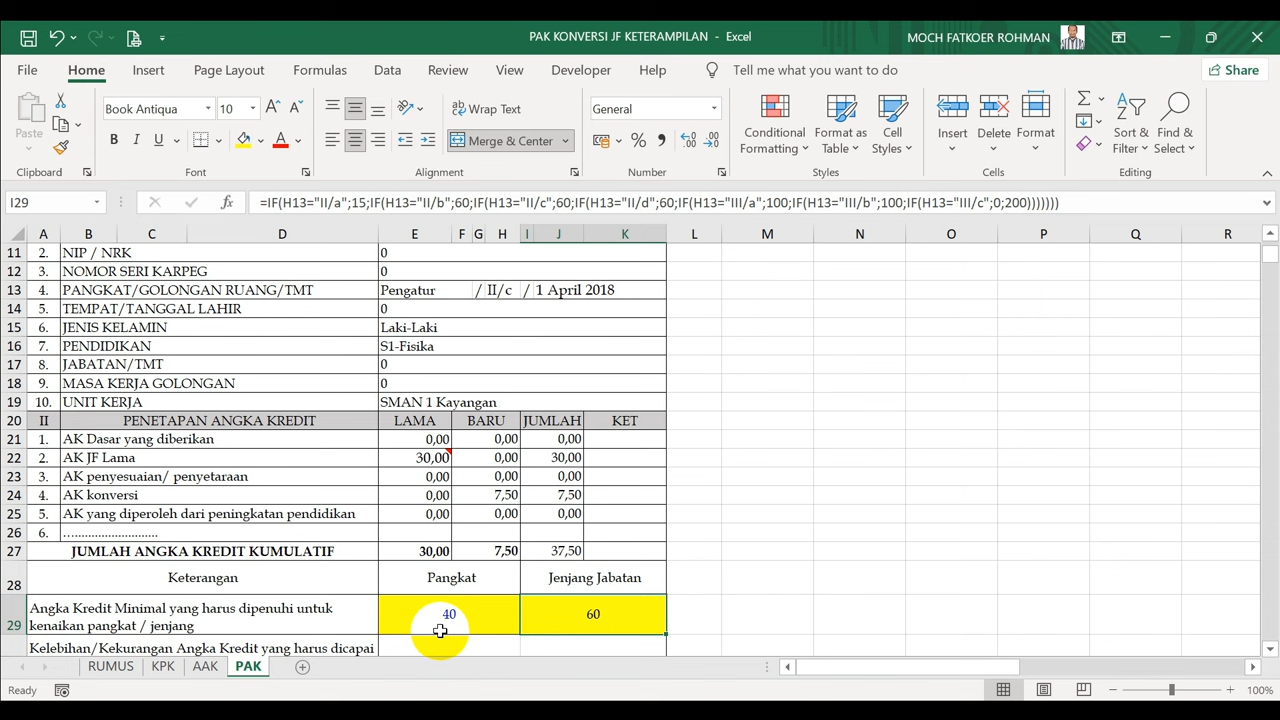 PAK KONVERSI JF KETERAMPILAN - Excel
MOCH FATKOER ROHMAN
File Home Insert Page Layout Formulas Data Review View Developer Help Tell me what you want to do Share
Paste
Clipboard
Book Antiqua 10
B I U A
Font
Wrap Text
Merge & Center
Alignment
General
% ,
Number
Conditional Formatting
Format as Table
Cell Styles
Styles
Insert
Delete
Format
Cells
Sort & Filter
Find & Select
Editing
I29 fx =IF(H13="II/a";15;IF(H13="II/b";60;IF(H13="II/c";60;IF(H13="II/d";60;IF(H13="III/a";100;IF(H13="III/b";100;IF(H13="III/c";0;200)))))))
A B C D E F G H I J K L M N O P Q R
11 2. NIP / NRK 0
12 3. NOMOR SERI KARPEG 0
13 4. PANGKAT/GOLONGAN RUANG/TMT Pengatur / II/c / 1 April 2018
14 5. TEMPAT/TANGGAL LAHIR 0
15 6. JENIS KELAMIN Laki-Laki
16 7. PENDIDIKAN S1-Fisika
17 8. JABATAN/TMT 0
18 9. MASA KERJA GOLONGAN 0
19 10. UNIT KERJA SMAN 1 Kayangan
20 II PENETAPAN ANGKA KREDIT LAMA BARU JUMLAH KET
21 1. AK Dasar yang diberikan 0,00 0,00 0,00
22 2. AK JF Lama 30,00 0,00 30,00
23 3. AK penyesuaian/ penyetaraan 0,00 0,00 0,00
24 4. AK konversi 0,00 7,50 7,50
25 5. AK yang diperoleh dari peningkatan pendidikan 0,00 0,00 0,00
26 6. ….........................
27 JUMLAH ANGKA KREDIT KUMULATIF 30,00 7,50 37,50
28 Keterangan Pangkat Jenjang Jabatan
29 Angka Kredit Minimal yang harus dipenuhi untuk
kenaikan pangkat / jenjang 40 60
Kelebihan/Kekurangan Angka Kredit yang harus dicapai
RUMUS KPK AAK PAK
Ready 100%